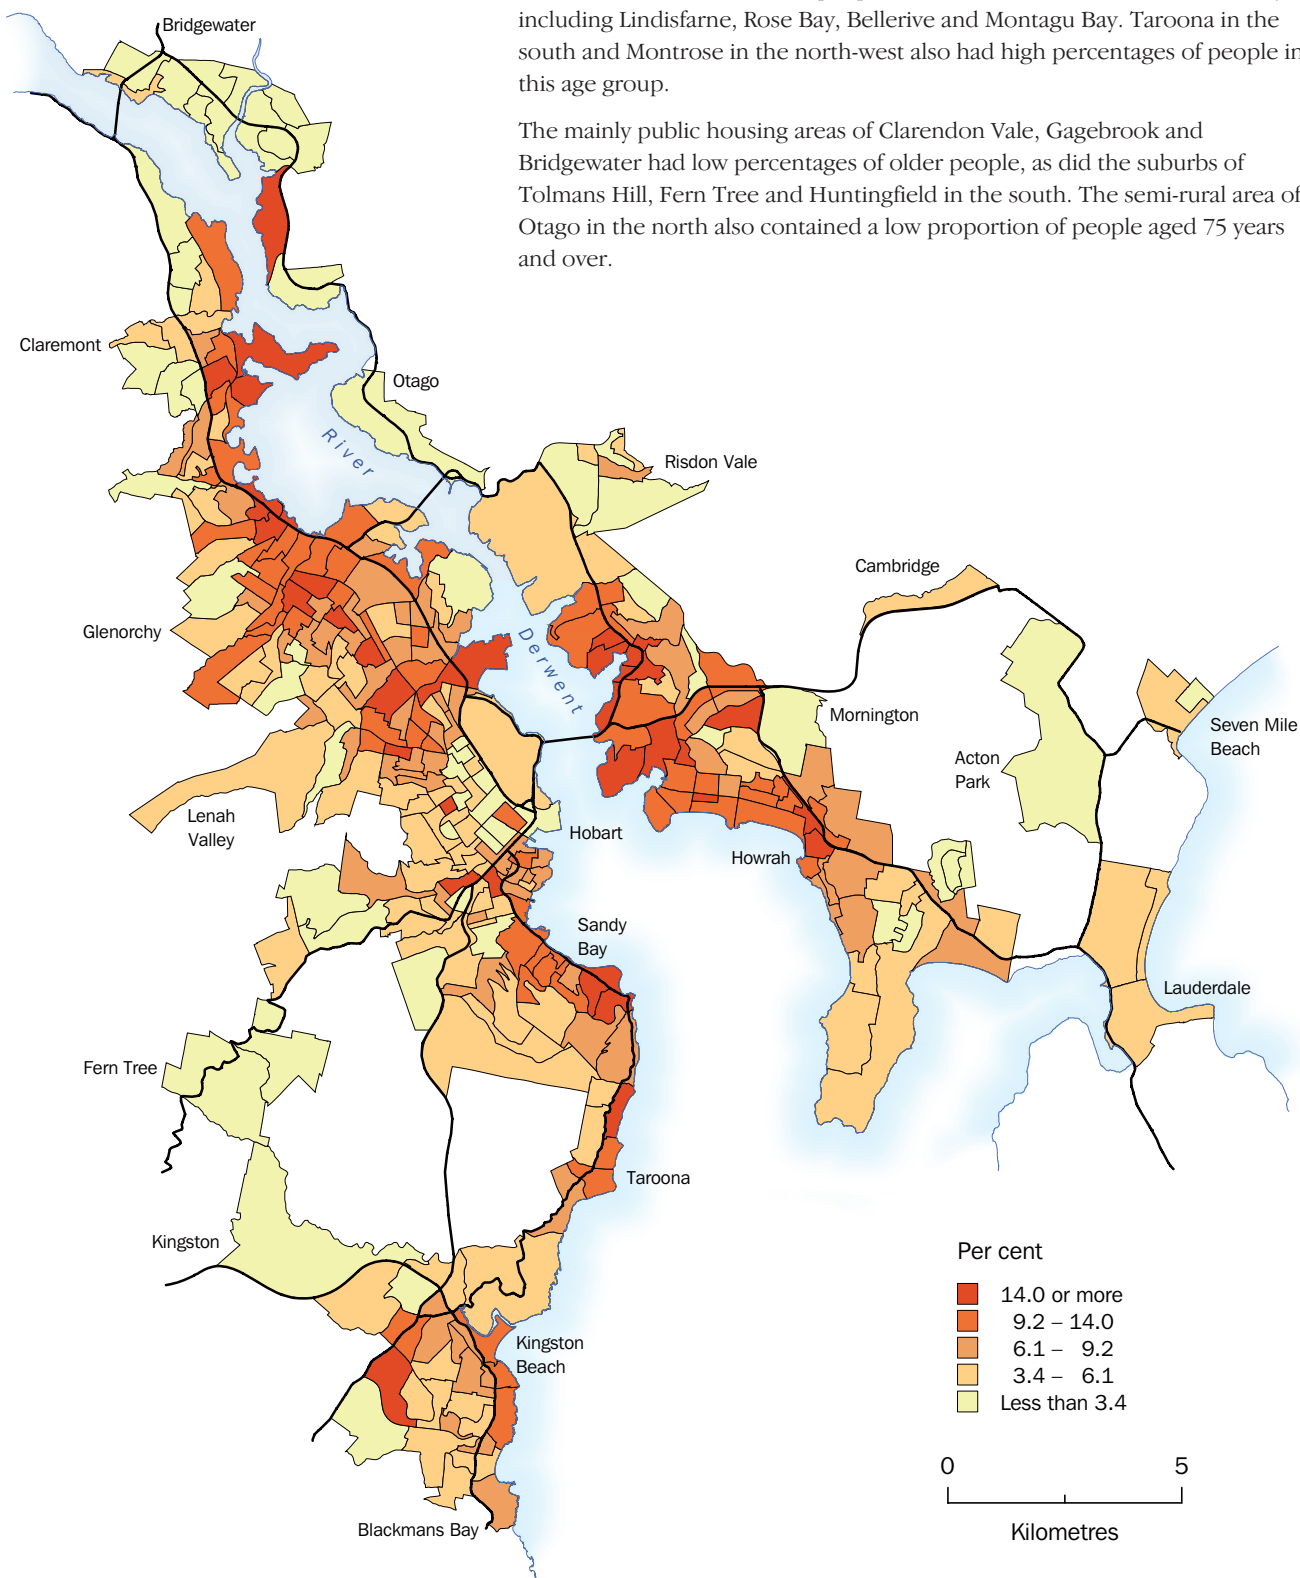 including Lindisfarne, Rose Bay, Bellerive and Montagu Bay. Taroona in the
south and Montrose in the north-west also had high percentages of people in
this age group.
The mainly public housing areas of Clarendon Vale, Gagebrook and
Bridgewater had low percentages of older people, as did the suburbs of
Tolmans Hill, Fern Tree and Huntingfield in the south. The semi-rural area of
Otago in the north also contained a low proportion of people aged 75 years
and over.
Bridgewater
Claremont
Otago
River
Risdon Vale
Cambridge
Glenorchy
Derwent
Mornington
Seven Mile
Beach
Acton
Park
Lenah
Valley
Hobart
Howrah
Sandy
Bay
Lauderdale
Fern Tree
Taroona
Kingston
Kingston
Beach
Blackmans Bay
Per cent
14.0 or more
9.2 – 14.0
6.1 – 9.2
3.4 – 6.1
Less than 3.4
0 5
Kilometres